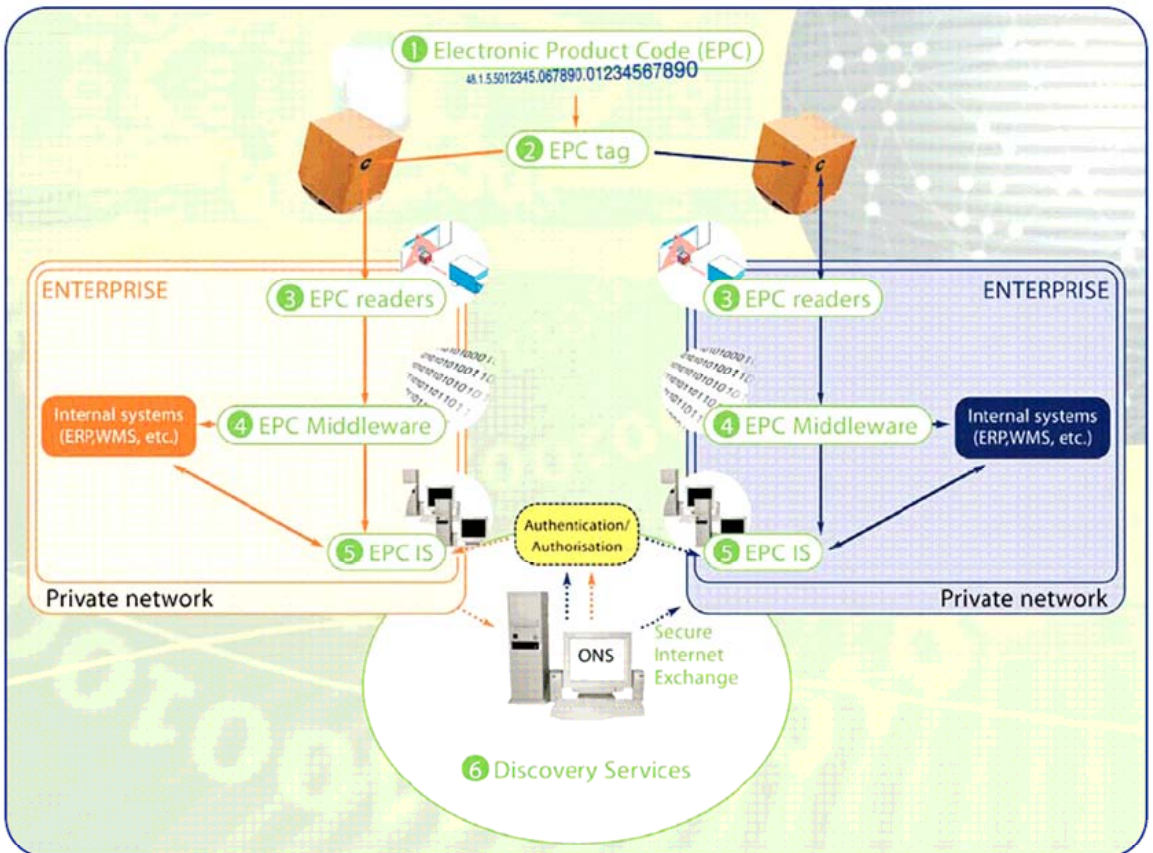 1 Electronic Product Code (EPC)
48.1.5.5012345.067890.01234567890
2 EPC tag
ENTERPRISE
3 EPC readers
Internal systems
(ERP,WMS, etc.)
4 EPC Middleware
5 EPC IS
Private network
3 EPC readers
ENTERPRISE
4 EPC Middleware
Internal systems
(ERP,WMS, etc.)
5 EPC IS
Private network
Authentication/
Authorisation
ONS
Secure
Internet
Exchange
6 Discovery Services